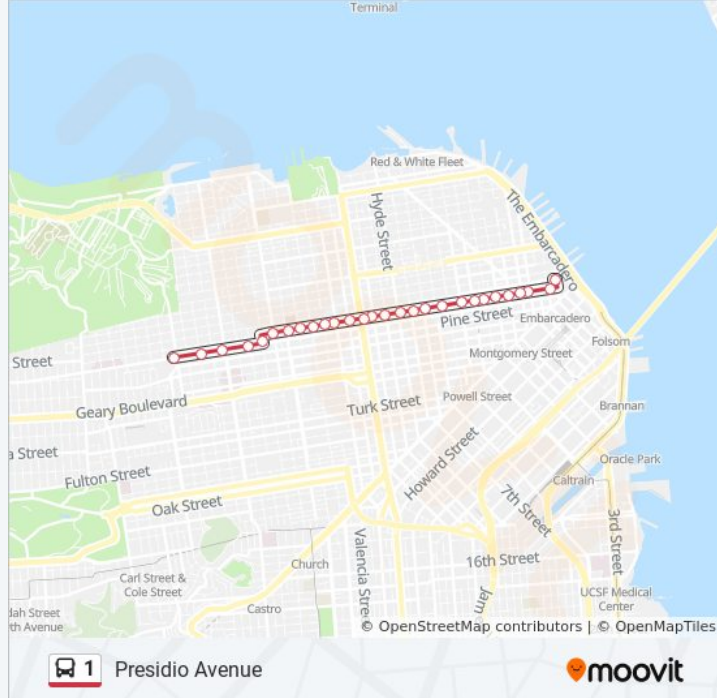 Terminal
Red & White Fleet
Hyde Street
The Embarcadero
Pine Street
Embarcadero
Street
Montgomery Street
Folsom
Geary Boulevard
Turk Street
Powell Street
Brannan
a Street
Howard Street
Oracle Park
Fulton Street
Caltrain
Oak Street
7th Street
3rd Street
Valencia Stree
16th Street
Church
Carl Street &
Cole Street
UCSF Medical
Center
Jam
Castro
dah Street
th Avenue
© OpenStreetMap contributors | © OpenMapTiles
1 Presidio Avenue
moovit